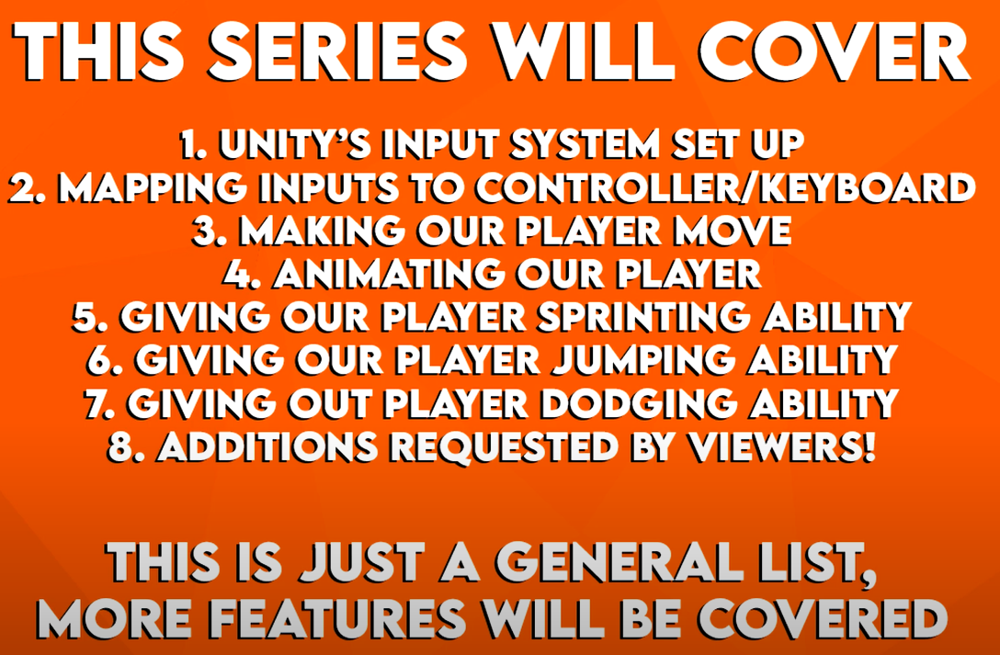 THIS SERIES WILL COVER
1. UNITY'S INPUT SYSTEM SET UP
2. MAPPING INPUTS TO CONTROLLER/KEYBOARD
3. MAKING OUR PLAYER MOVE
4. ANIMATING OUR PLAYER
5. GIVING OUR PLAYER SPRINTING ABILITY
6. GIVING OUR PLAYER JUMPING ABILITY
7. GIVING OUT PLAYER DODGING ABILITY
8. ADDITIONS REQUESTED BY VIEWERS!
THIS IS JUST A GENERAL LIST,
MORE FEATURES WILL BE COVERED